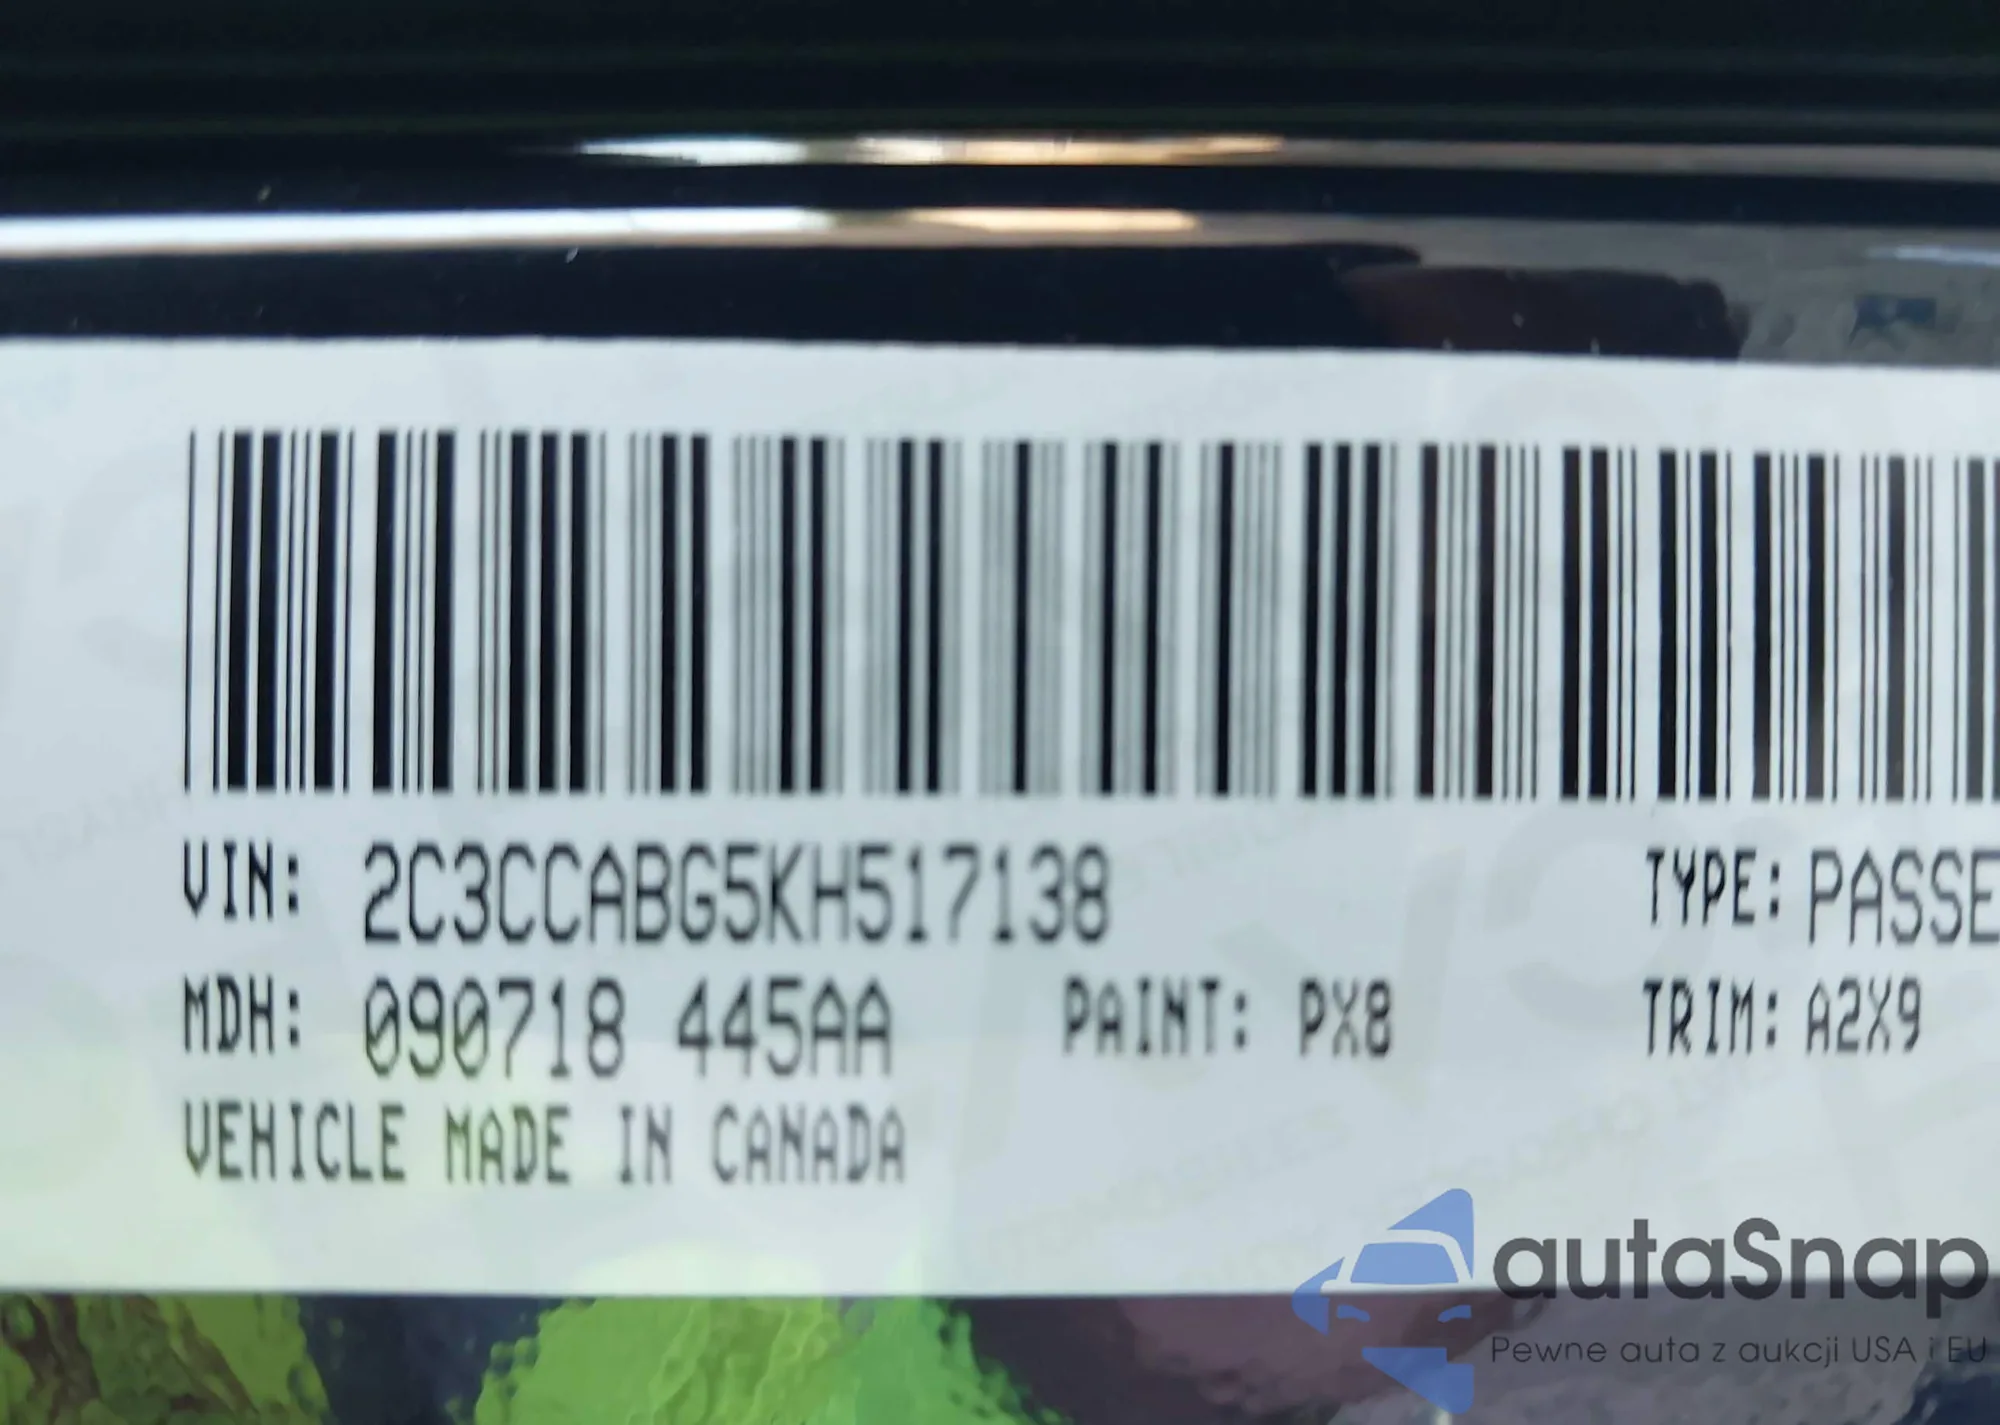 VIN: 2C3CCABG5KH517138 TYPE: PASSE
MDH: 090718 445AA PAINT: PX8 TRIM: A2X9
VEHICLE MADE IN CANADA
autaSnap
Pewne auta z aukcji USA i EU